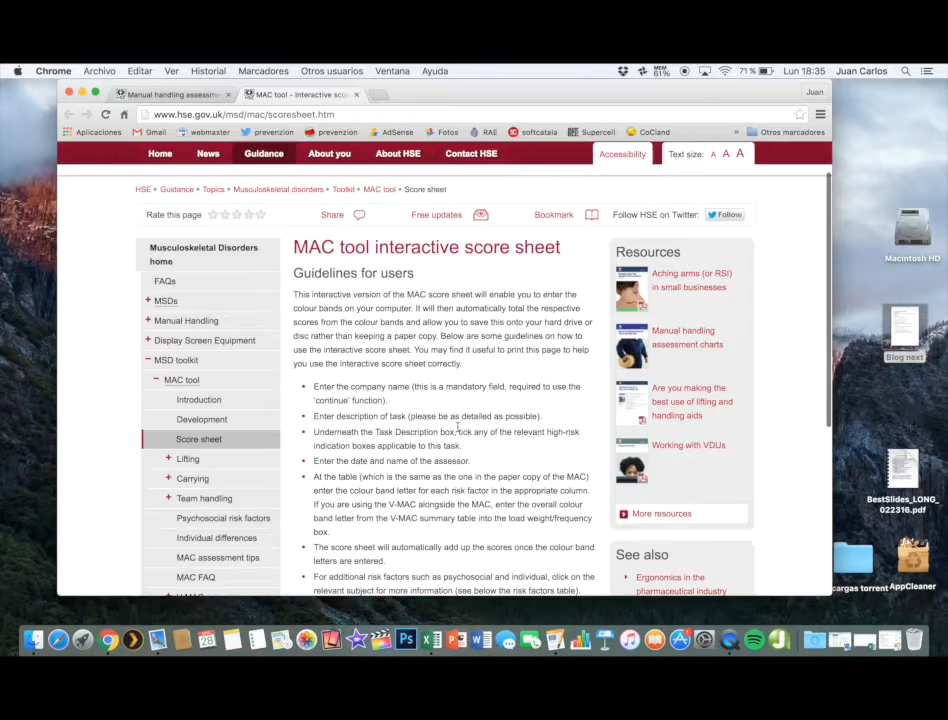 Chrome Archivo Editar Ver Historial Marcadores Otros usuarios Ventana Ayuda MEM 61% 71 % Lun 18:35 Juan Carlos
Manual handling assessm MAC tool - Interactive sco Juan
www.hse.gov.uk/msd/mac/scoresheet.htm
Aplicaciones Gmail webmaster prevenzion prevenzion AdSense Fotos RAE softcatala Supercell CoCland » Otros marcadores
Home News Guidance About you About HSE Contact HSE Accessibility Text size: A A A
HSE Guidance Topics Musculoskeletal disorders Toolkit MAC tool Score sheet
Rate this page Share Free updates Bookmark Follow HSE on Twitter: Follow
Musculoskeletal Disorders
home
FAQs
+ MSDs
+ Manual Handling
+ Display Screen Equipment
− MSD toolkit
− MAC tool
Introduction
Development
Score sheet
+ Lifting
+ Carrying
+ Team handling
Psychosocial risk factors
Individual differences
MAC assessment tips
MAC FAQ
MAC tool interactive score sheet
Guidelines for users
This interactive version of the MAC score sheet will enable you to enter the
colour bands on your computer. It will then automatically total the respective
scores from the colour bands and allow you to save this onto your hard drive or
disc rather than keeping a paper copy. Below are some guidelines on how to
use the interactive score sheet. You may find it useful to print this page to help
you use the interactive score sheet correctly.
Enter the company name (this is a mandatory field, required to use the
‘continue’ function).
Enter description of task (please be as detailed as possible).
Underneath the Task Description box, tick any of the relevant high-risk
indication boxes applicable to this task.
Enter the date and name of the assessor.
At the table (which is the same as the one in the paper copy of the MAC)
enter the colour band letter for each risk factor in the appropriate column.
If you are using the V-MAC alongside the MAC, enter the overall colour
band letter from the V-MAC summary table into the load weight/frequency
box.
The score sheet will automatically add up the scores once the colour band
letters are entered.
For additional risk factors such as psychosocial and individual, click on the
relevant subject for more information (see below the risk factors table).
Resources
Aching arms (or RSI)
in small businesses
Manual handling
assessment charts
Are you making the
best use of lifting and
handling aids
Working with VDUs
More resources
See also
Ergonomics in the
pharmaceutical industry
Macintosh HD
Blog next
BestSlides_LONG_
022316.pdf
cargas torrent
AppCleaner
28
Ps